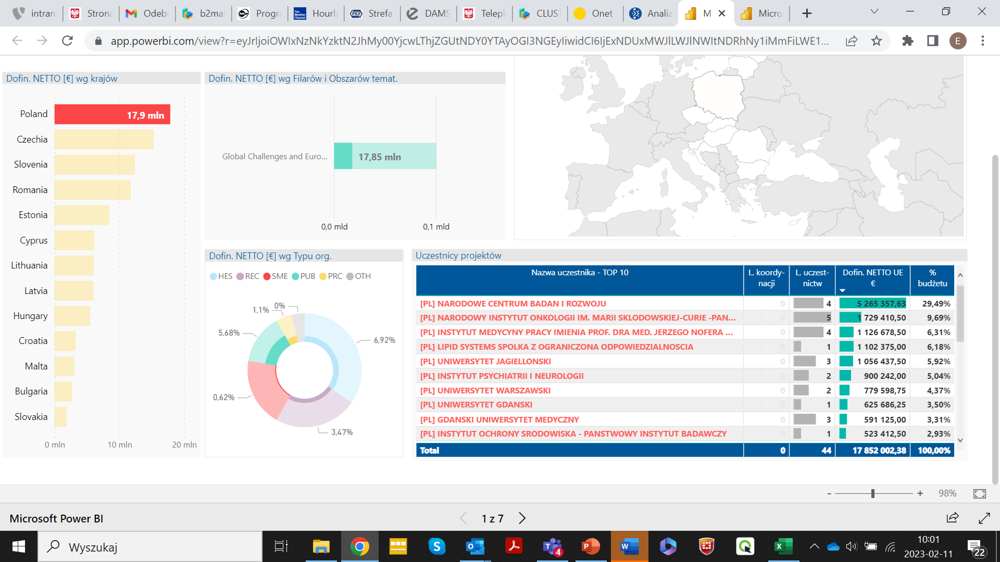 intran
Strona
Odebr
b2mat
Progra
The Weather Channel
Hourly
PKP
Strefa
DAMS
Telepl
CLUST
Onet -
Analiz
M
Micro
app.powerbi.com/view?r=
E
Dofin. NETTO [€] wg krajów
Poland
17,9 mln
Czechia
Slovenia
Romania
Estonia
Cyprus
Lithuania
Latvia
Hungary
Croatia
Malta
Bulgaria
Slovakia
0 mln 10 mln 20 mln
Dofin. NETTO [€] wg Filarów i Obszarów temat.
Global Challenges and Euro...
17,85 mln
0,0 mld 0,1 mld
Dofin. NETTO [€] wg Typu org.
HES REC SME PUB PRC OTH
0%
1,1%
5,68%
6,92%
0,62%
3,47%
Uczestnicy projektów
Nazwa uczestnika - TOP 10 L. koordy-nacji L. uczest-nictw Dofin. NETTO UE € % budżetu
[PL] NARODOWE CENTRUM BADAN I ROZWOJU 0 4 5 265 357,63 29,49%
[PL] NARODOWY INSTYTUT ONKOLOGII IM. MARII SKLODOWSKIEJ-CURIE -PAN... 0 5 1 729 410,50 9,69%
[PL] INSTYTUT MEDYCYNY PRACY IMIENIA PROF. DRA MED. JERZEGO NOFERA ... 0 4 1 126 678,50 6,31%
[PL] LIPID SYSTEMS SPOLKA Z OGRANICZONA ODPOWIEDZIALNOSCIA 0 1 1 102 375,00 6,18%
[PL] UNIWERSYTET JAGIELLONSKI 0 3 1 056 437,50 5,92%
[PL] INSTYTUT PSYCHIATRII I NEUROLOGII 0 2 900 242,00 5,04%
[PL] UNIWERSYTET WARSZAWSKI 0 2 779 598,75 4,37%
[PL] UNIWERSYTET GDANSKI 0 1 625 686,25 3,50%
[PL] GDANSKI UNIWERSYTET MEDYCZNY 0 3 591 125,00 3,31%
[PL] INSTYTUT OCHRONY SRODOWISKA - PANSTWOWY INSTYTUT BADAWCZY 0 1 523 412,50 2,93%
Total 0 44 17 852 002,38 100,00%
- + 98%
Microsoft Power BI
1 z 7
Wyszukaj
4
10:01
2023-02-11
22